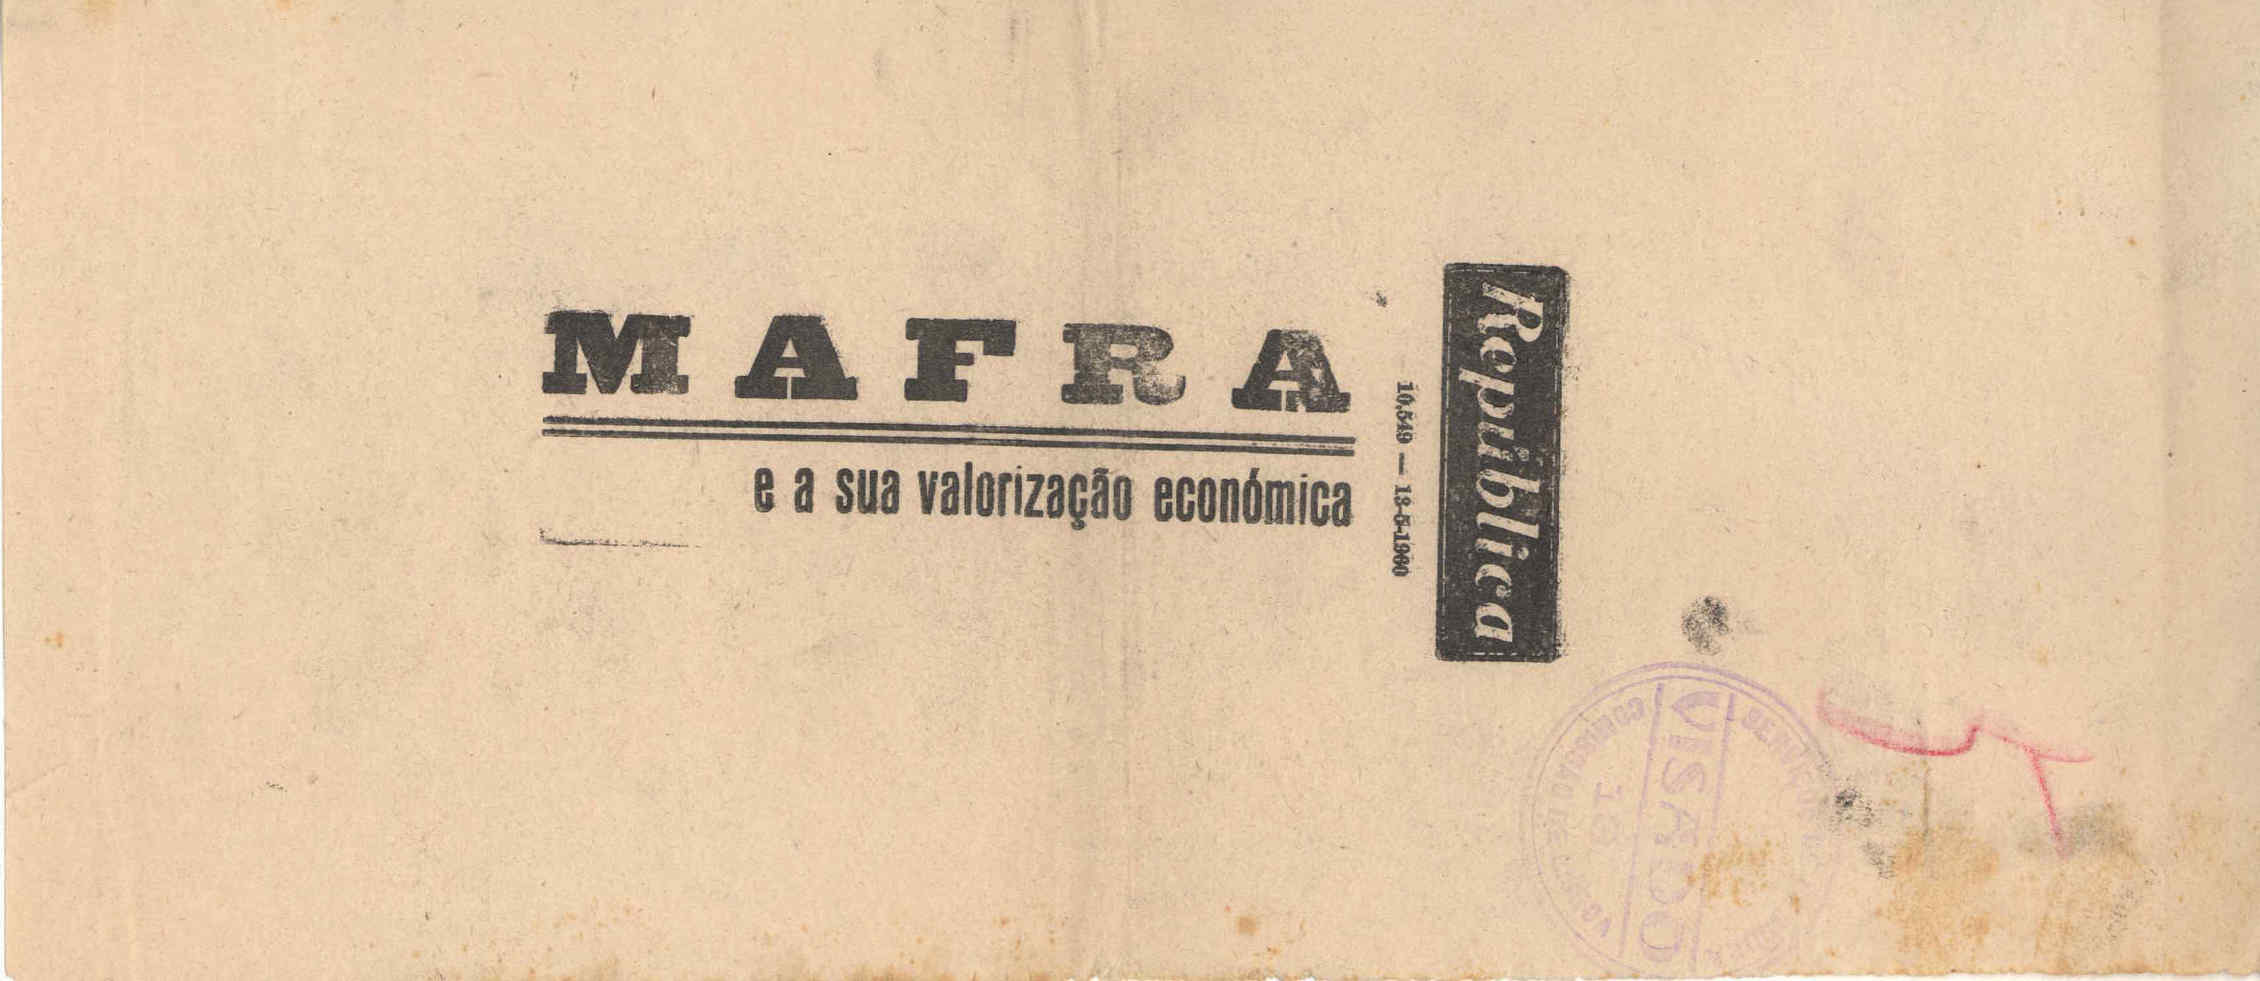 MAFRA
e a sua valorização económica
10.549 — 13-5-1960
República
VISADO